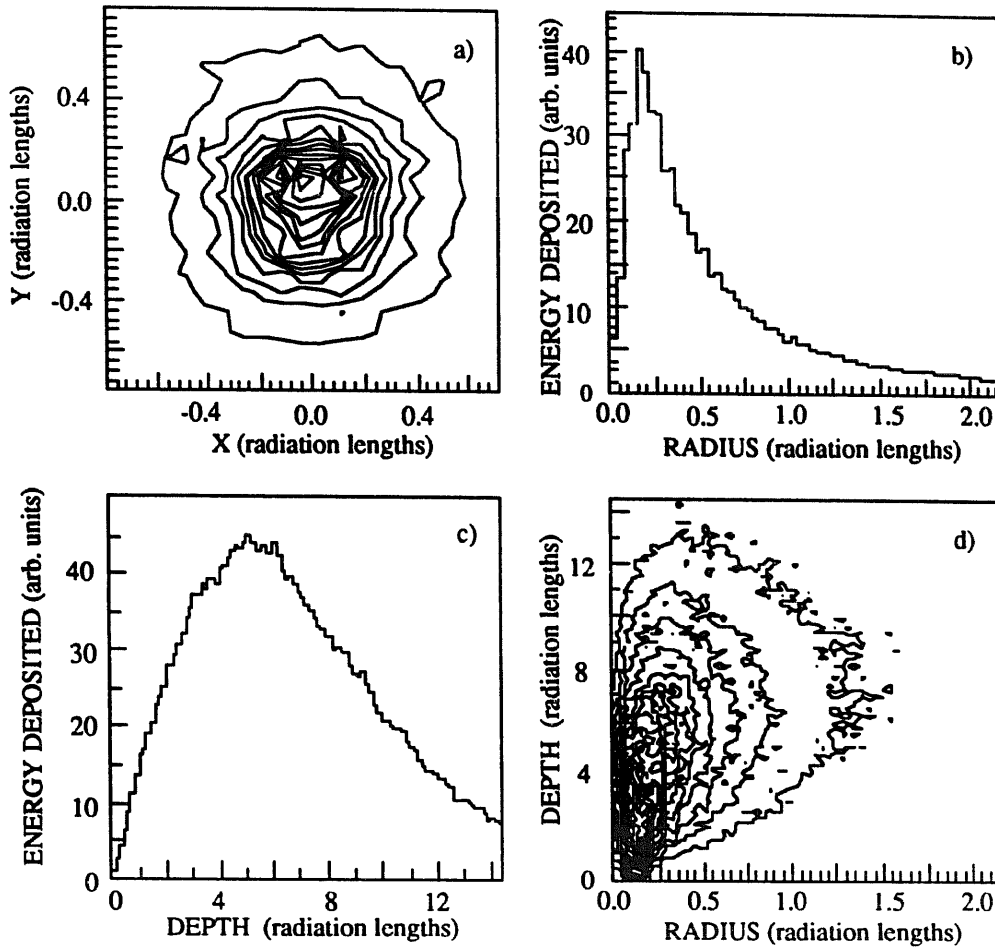 a)
Y (radiation lengths)
0.4
0.0
-0.4
-0.4 0.0 0.4
X (radiation lengths)
b)
ENERGY DEPOSITED (arb. units)
40
30
20
10
0
0.0 0.5 1.0 1.5 2.0
RADIUS (radiation lengths)
c)
ENERGY DEPOSITED (arb. units)
40
30
20
10
0
0 4 8 12
DEPTH (radiation lengths)
d)
DEPTH (radiation lengths)
12
8
4
0
0.0 0.5 1.0 1.5 2.0
RADIUS (radiation lengths)